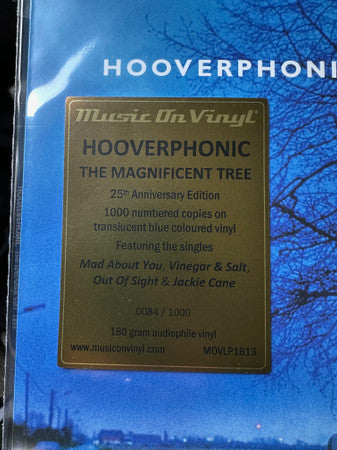 HOOVERPHONI
Music On Vinyl
HOOVERPHONIC
THE MAGNIFICENT TREE
25th Anniversary Edition
1000 numbered copies on
translucent blue coloured vinyl
Featuring the singles
Mad About You, Vinegar & Salt,
Out Of Sight & Jackie Cane
0084 / 1000
180 gram audiophile vinyl
www.musiconvinyl.com MOVLP1613